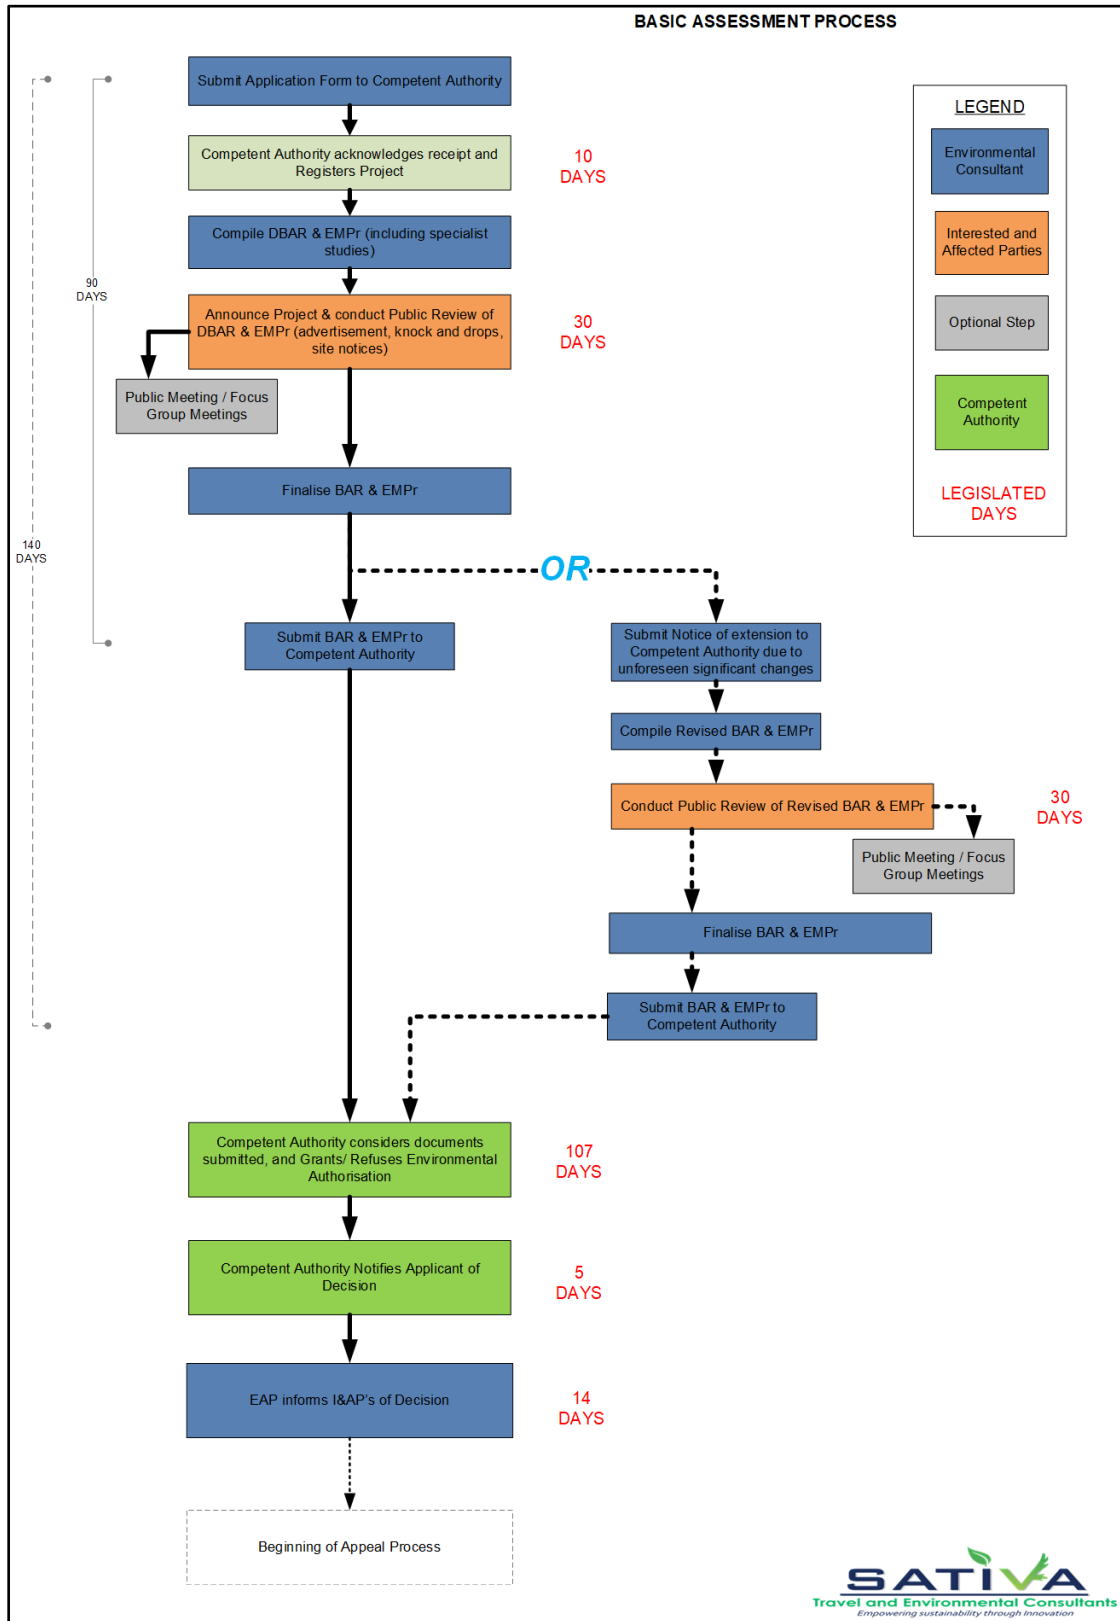 BASIC ASSESSMENT PROCESS
Submit Application Form to Competent Authority
Competent Authority acknowledges receipt and
Registers Project
10
DAYS
Compile DBAR & EMPr (including specialist
studies)
90
DAYS
Announce Project & conduct Public Review of
DBAR & EMPr (advertisement, knock and drops,
site notices)
30
DAYS
Public Meeting / Focus
Group Meetings
Finalise BAR & EMPr
140
DAYS
OR
Submit BAR & EMPr to
Competent Authority
Submit Notice of extension to
Competent Authority due to
unforeseen significant changes
Compile Revised BAR & EMPr
Conduct Public Review of Revised BAR & EMPr
30
DAYS
Public Meeting / Focus
Group Meetings
Finalise BAR & EMPr
Submit BAR & EMPr to
Competent Authority
Competent Authority considers documents
submitted, and Grants/ Refuses Environmental
Authorisation
107
DAYS
Competent Authority Notifies Applicant of
Decision
5
DAYS
EAP informs I&AP's of Decision
14
DAYS
Beginning of Appeal Process
LEGEND
Environmental
Consultant
Interested and
Affected Parties
Optional Step
Competent
Authority
LEGISLATED
DAYS
SATIVA
Travel and Environmental Consultants
Empowering sustainability through Innovation